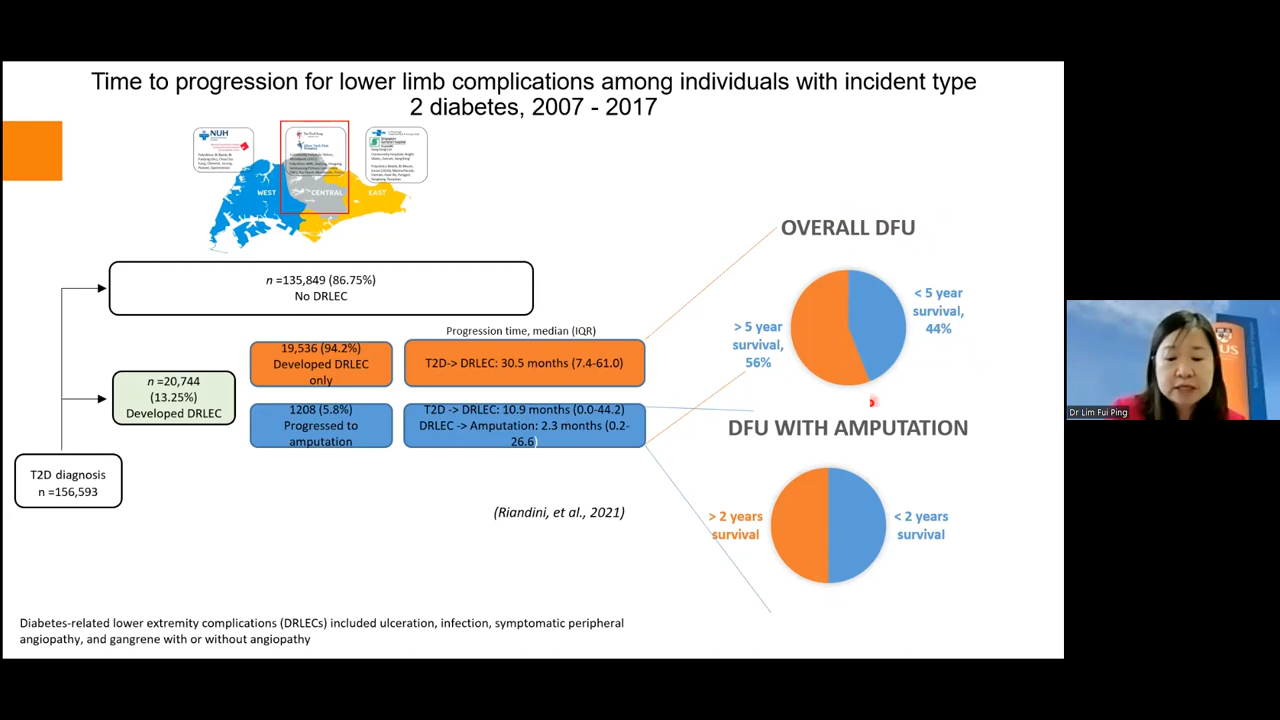 Time to progression for lower limb complications among individuals with incident type
2 diabetes, 2007 - 2017
NUH
WEST
CENTRAL
EAST
n =135,849 (86.75%)
No DRLEC
Progression time, median (IQR)
19,536 (94.2%)
Developed DRLEC
only
T2D-> DRLEC: 30.5 months (7.4-61.0)
n =20,744
(13.25%)
Developed DRLEC
1208 (5.8%)
Progressed to
amputation
T2D -> DRLEC: 10.9 months (0.0-44.2)
DRLEC -> Amputation: 2.3 months (0.2-
26.6)
T2D diagnosis
n =156,593
(Riandini, et al., 2021)
OVERALL DFU
< 5 year
survival,
44%
> 5 year
survival,
56%
DFU WITH AMPUTATION
> 2 years
survival
< 2 years
survival
Diabetes-related lower extremity complications (DRLECs) included ulceration, infection, symptomatic peripheral
angiopathy, and gangrene with or without angiopathy
Dr Lim Fui Ping